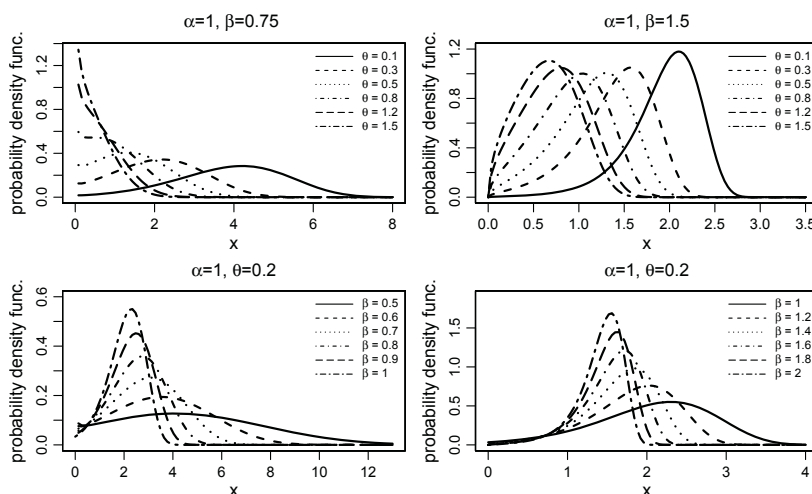 α=1, β=0.75
probability density func.
0.0 0.4 0.8 1.2
θ = 0.1
θ = 0.3
θ = 0.5
θ = 0.8
θ = 1.2
θ = 1.5
0 2 4 6 8
x
α=1, β=1.5
probability density func.
0.0 0.4 0.8 1.2
θ = 0.1
θ = 0.3
θ = 0.5
θ = 0.8
θ = 1.2
θ = 1.5
0.0 0.5 1.0 1.5 2.0 2.5 3.0 3.5
x
α=1, θ=0.2
probability density func.
0.0 0.2 0.4 0.6
β = 0.5
β = 0.6
β = 0.7
β = 0.8
β = 0.9
β = 1
0 2 4 6 8 10 12
x
α=1, θ=0.2
probability density func.
0.0 0.5 1.0 1.5
β = 1
β = 1.2
β = 1.4
β = 1.6
β = 1.8
β = 2
0 1 2 3 4
x